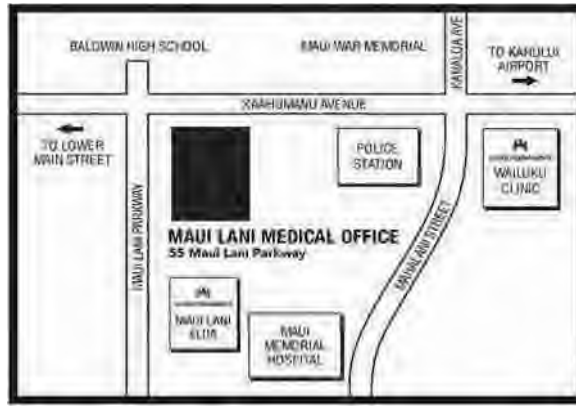 BALDWIN HIGH SCHOOL
MAUI WAR MEMORIAL
KANALOA AVE
TO KAHULUI
AIRPORT
KAAHUMANU AVENUE
TO LOWER
MAIN STREET
POLICE
STATION
WAILUKU
CLINIC
MAUI LANI PARKWAY
MAUI LANI MEDICAL OFFICE
55 Maui Lani Parkway
MAHALANI STREET
MAUI LANI
MAUI
MEMORIAL
HOSPITAL